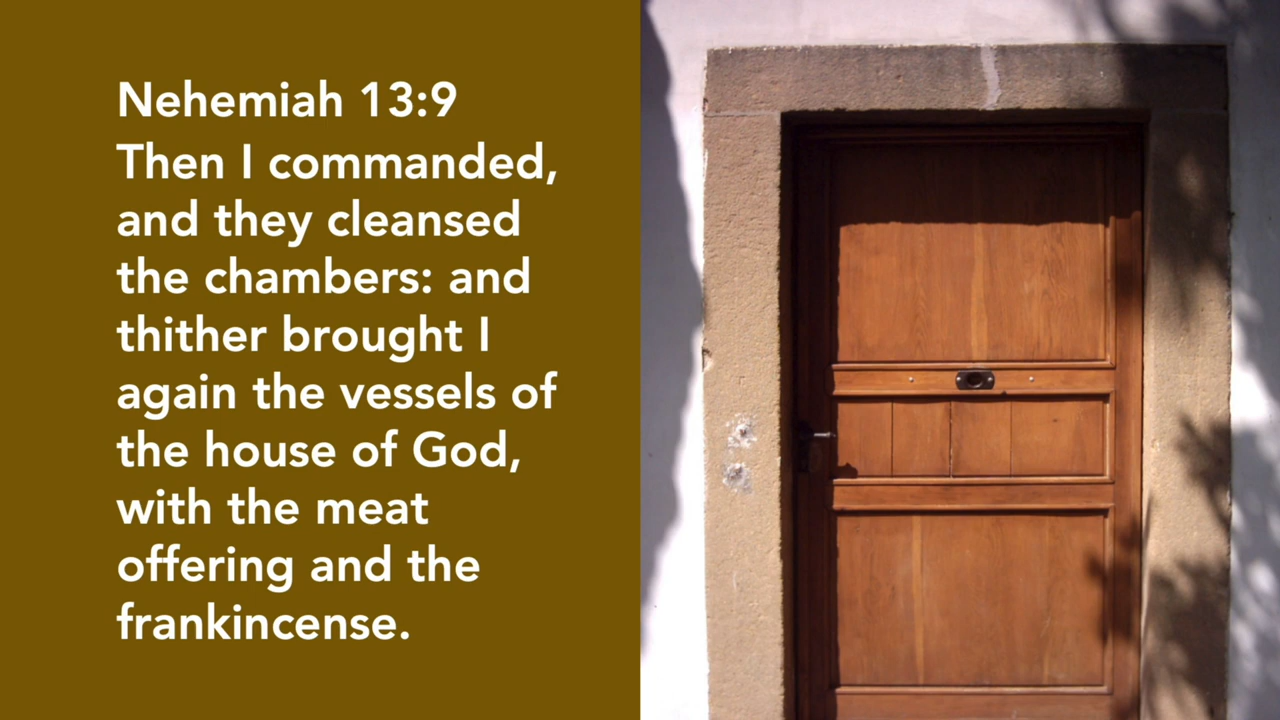 Nehemiah 13:9
Then I commanded,
and they cleansed
the chambers: and
thither brought I
again the vessels of
the house of God,
with the meat
offering and the
frankincense.